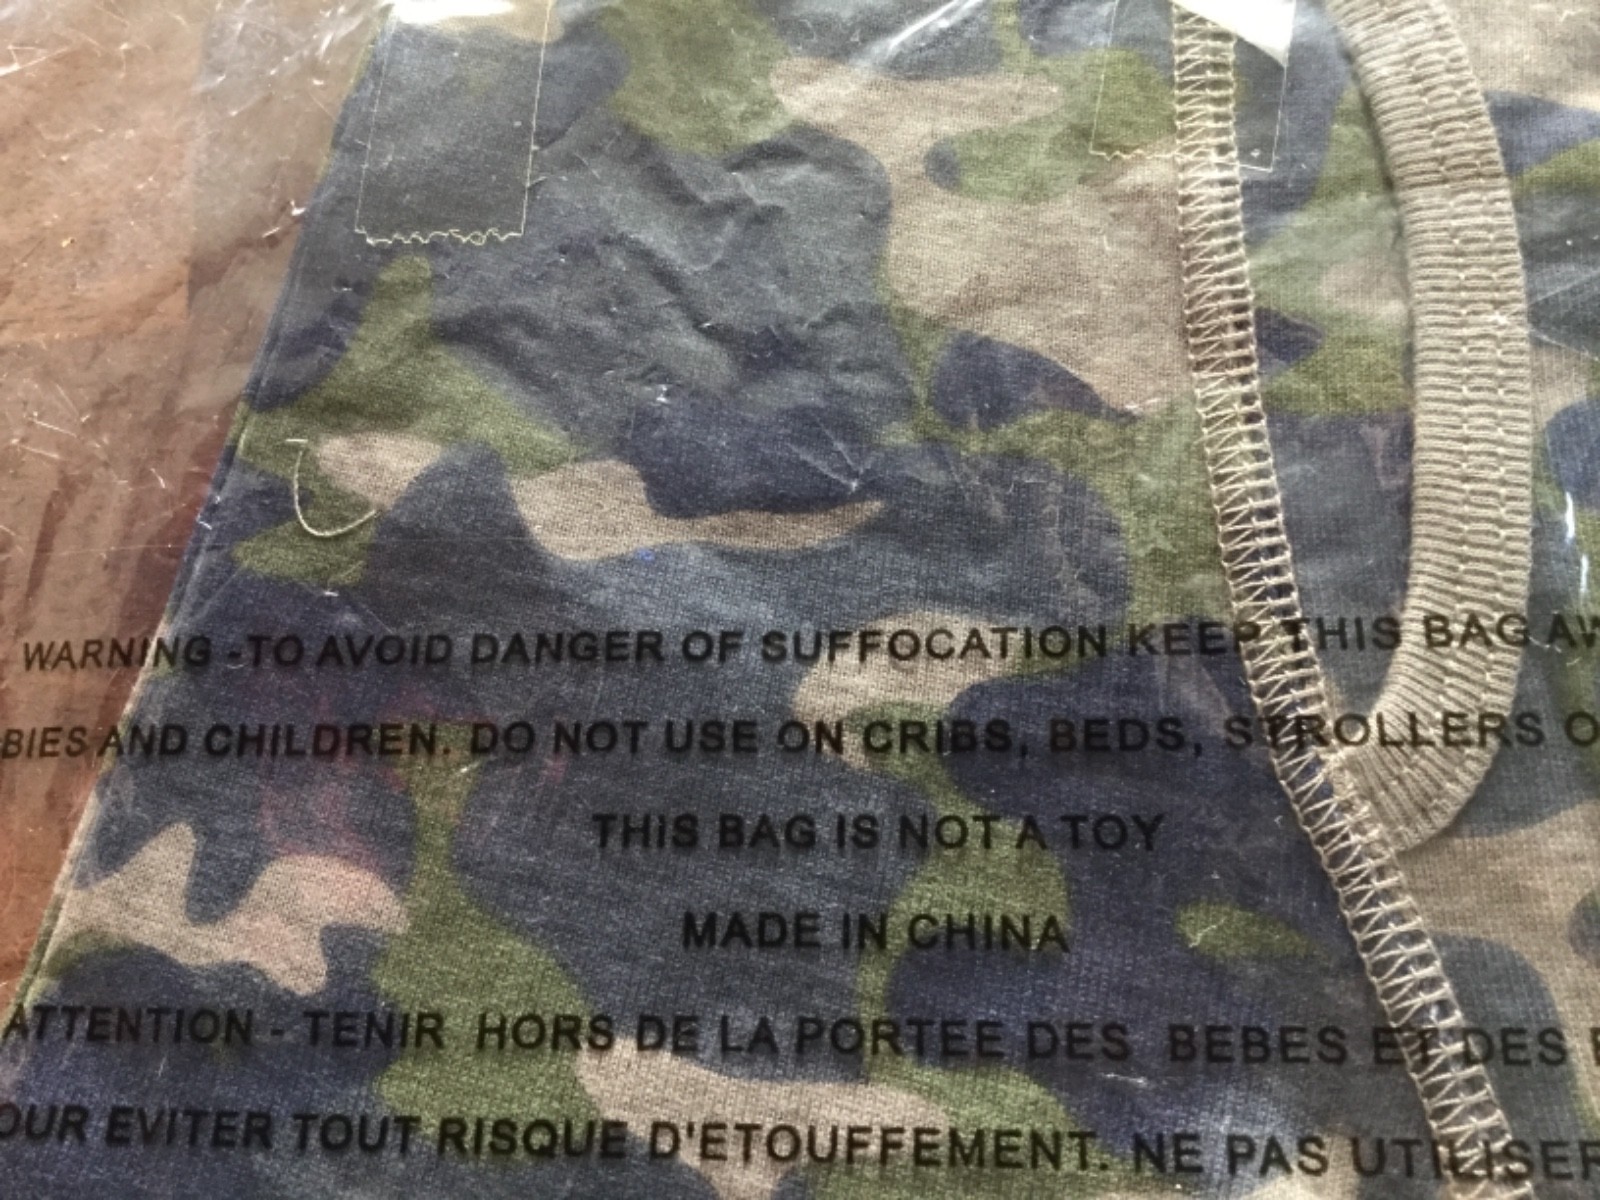 WARNING -TO AVOID DANGER OF SUFFOCATION KEEP THIS BAG AW
BIES AND CHILDREN. DO NOT USE ON CRIBS, BEDS, STROLLERS O
THIS BAG IS NOT A TOY
MADE IN CHINA
ATTENTION - TENIR HORS DE LA PORTEE DES BEBES ET DES
OUR EVITER TOUT RISQUE D'ETOUFFEMENT. NE PAS UTILISER